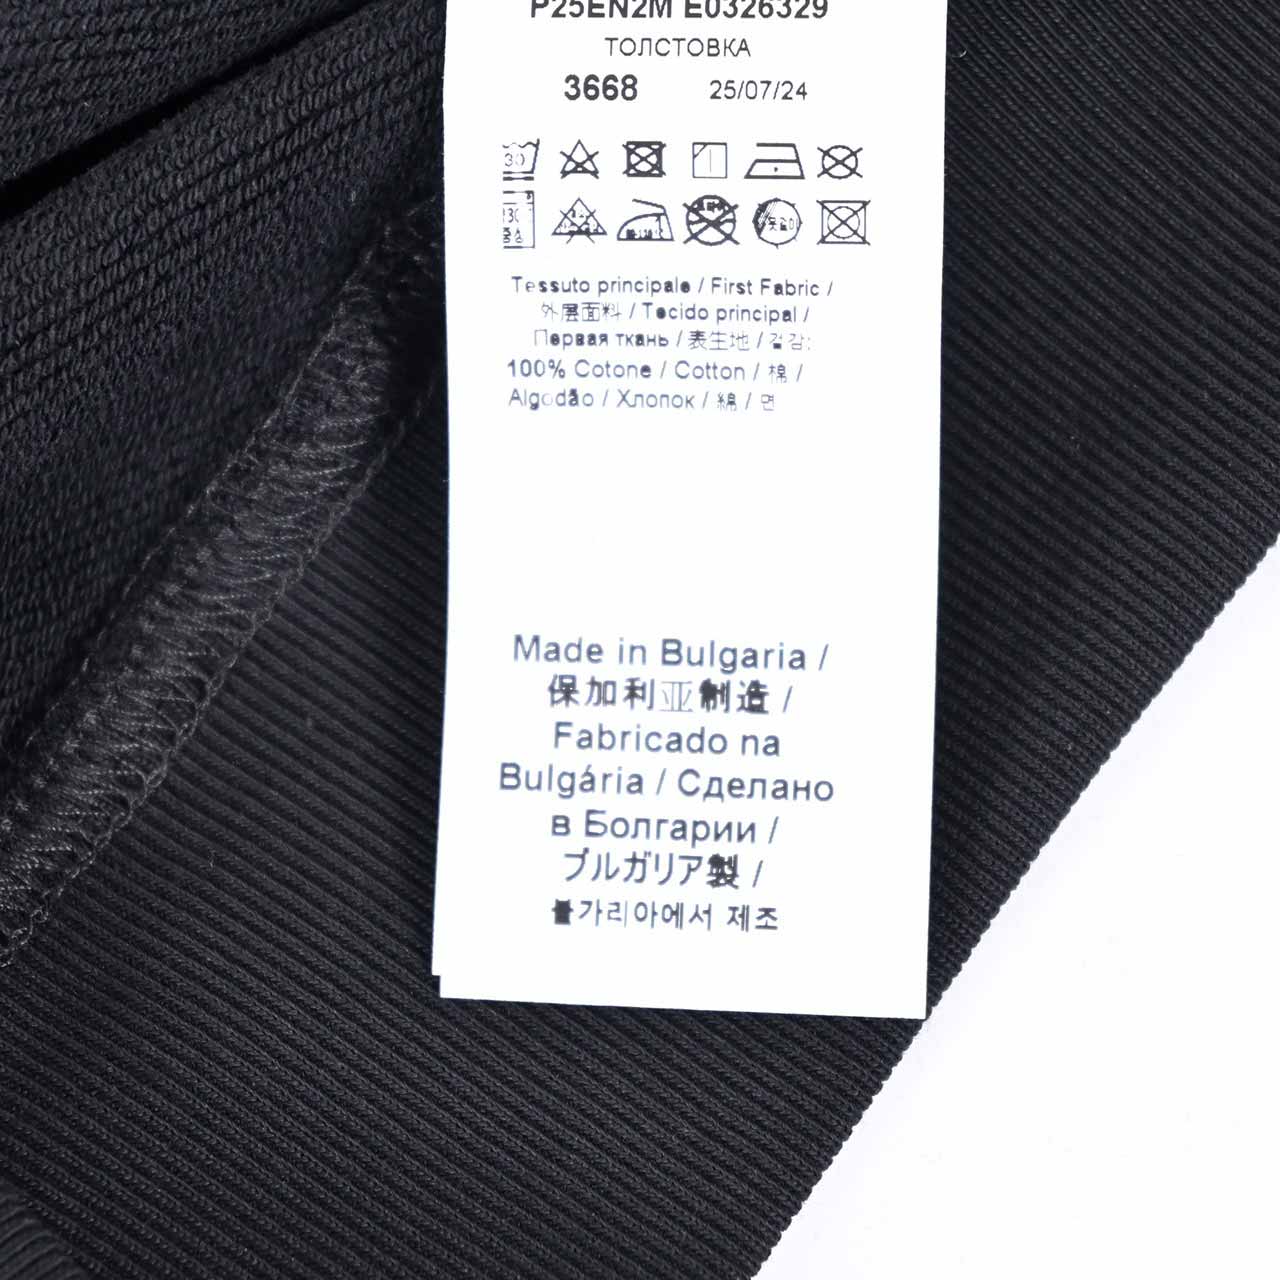 P25EN2M E0326329
ТОЛСТОВКА
3668 25/07/24
30
Tessuto principale / First Fabric /
外层面料 / Tecido principal /
Первая ткань / 表生地 / 겉감:
100% Cotone / Cotton / 棉 /
Algodão / Хлопок / 綿 / 면
Made in Bulgaria /
保加利亚制造 /
Fabricado na
Bulgária / Сделано
в Болгарии /
ブルガリア製 /
불가리아에서 제조